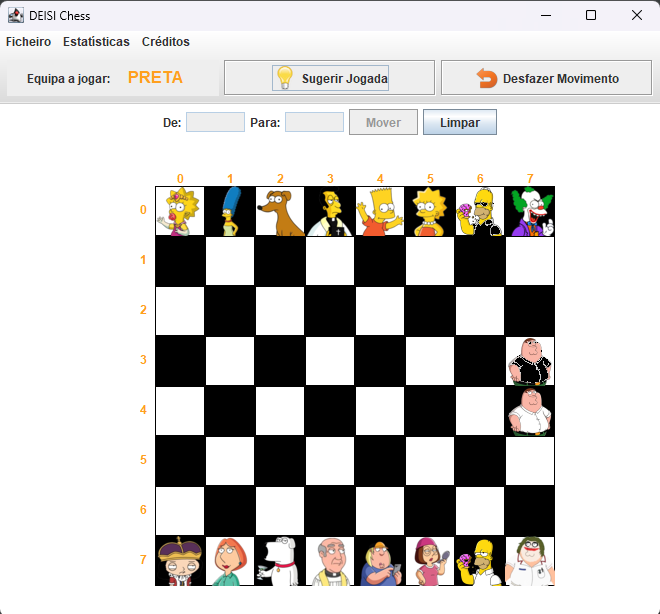 DEISI Chess
Ficheiro Estatísticas Créditos
Equipa a jogar: PRETA Sugerir Jogada Desfazer Movimento
De: Para: Mover Limpar
0 1 2 3 4 5 6 7
0
1
2
3
4
5
6
7